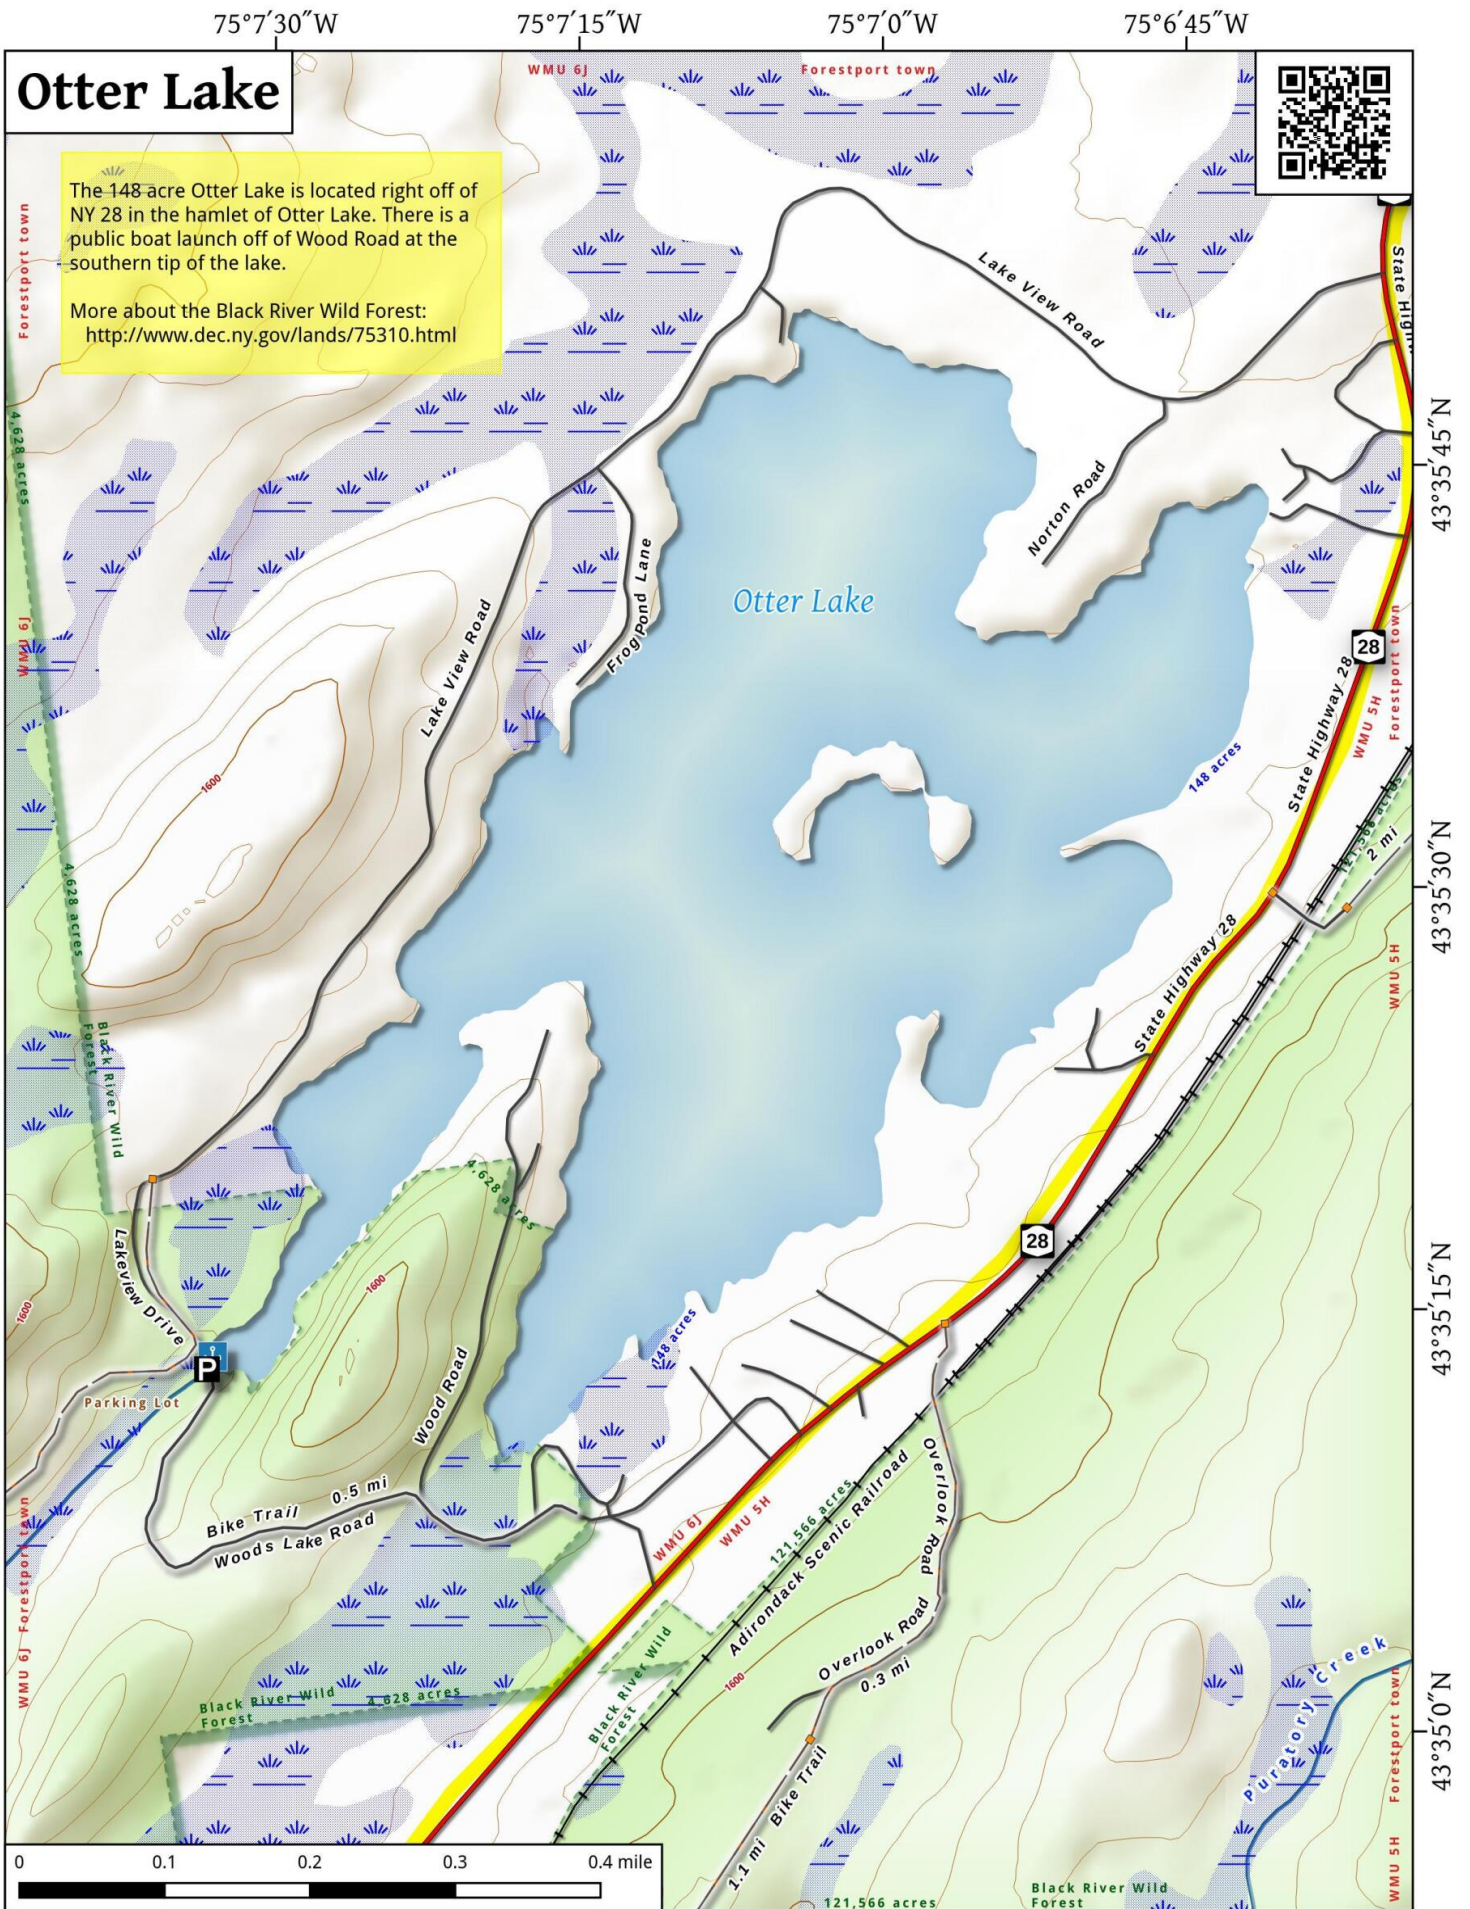 75°7′30″W
75°7′15″W
75°7′0″W
75°6′45″W
Otter Lake
WMU 6J
Forestport town
The 148 acre Otter Lake is located right off of
NY 28 in the hamlet of Otter Lake. There is a
public boat launch off of Wood Road at the
southern tip of the lake.
More about the Black River Wild Forest:
http://www.dec.ny.gov/lands/75310.html
Forestport town
Lake View Road
State Highw
4,628 acres
43°35′45″N
Norton Road
Frog Pond Lane
Otter Lake
Lake View Road
WMU 6J
28
Forestport town
State Highway 28
WMU 5H
148 acres
1600
121,566 acres
2 mi
43°35′30″N
4,628 acres
State Highway 28
WMU 5H
Black River Wild
Forest
4,628 acres
28
Lakeview Drive
1600
1600
43°35′15″N
148 acres
P
Parking Lot
Wood Road
Bike Trail
0.5 mi
Woods Lake Road
WMU 6J
WMU 5H
121,566 acres
Adirondack Scenic Railroad
Overlook Road
Forestport town
WMU 6J
Overlook Road
0.3 mi
1600
Black River Wild
Forest
4,628 acres
Black River Wild
Forest
Puratory Creek
Forestport town
43°35′0″N
Bike Trail
1.1 mi
WMU 5H
0
0.1
0.2
0.3
0.4 mile
121,566 acres
Black River Wild
Forest